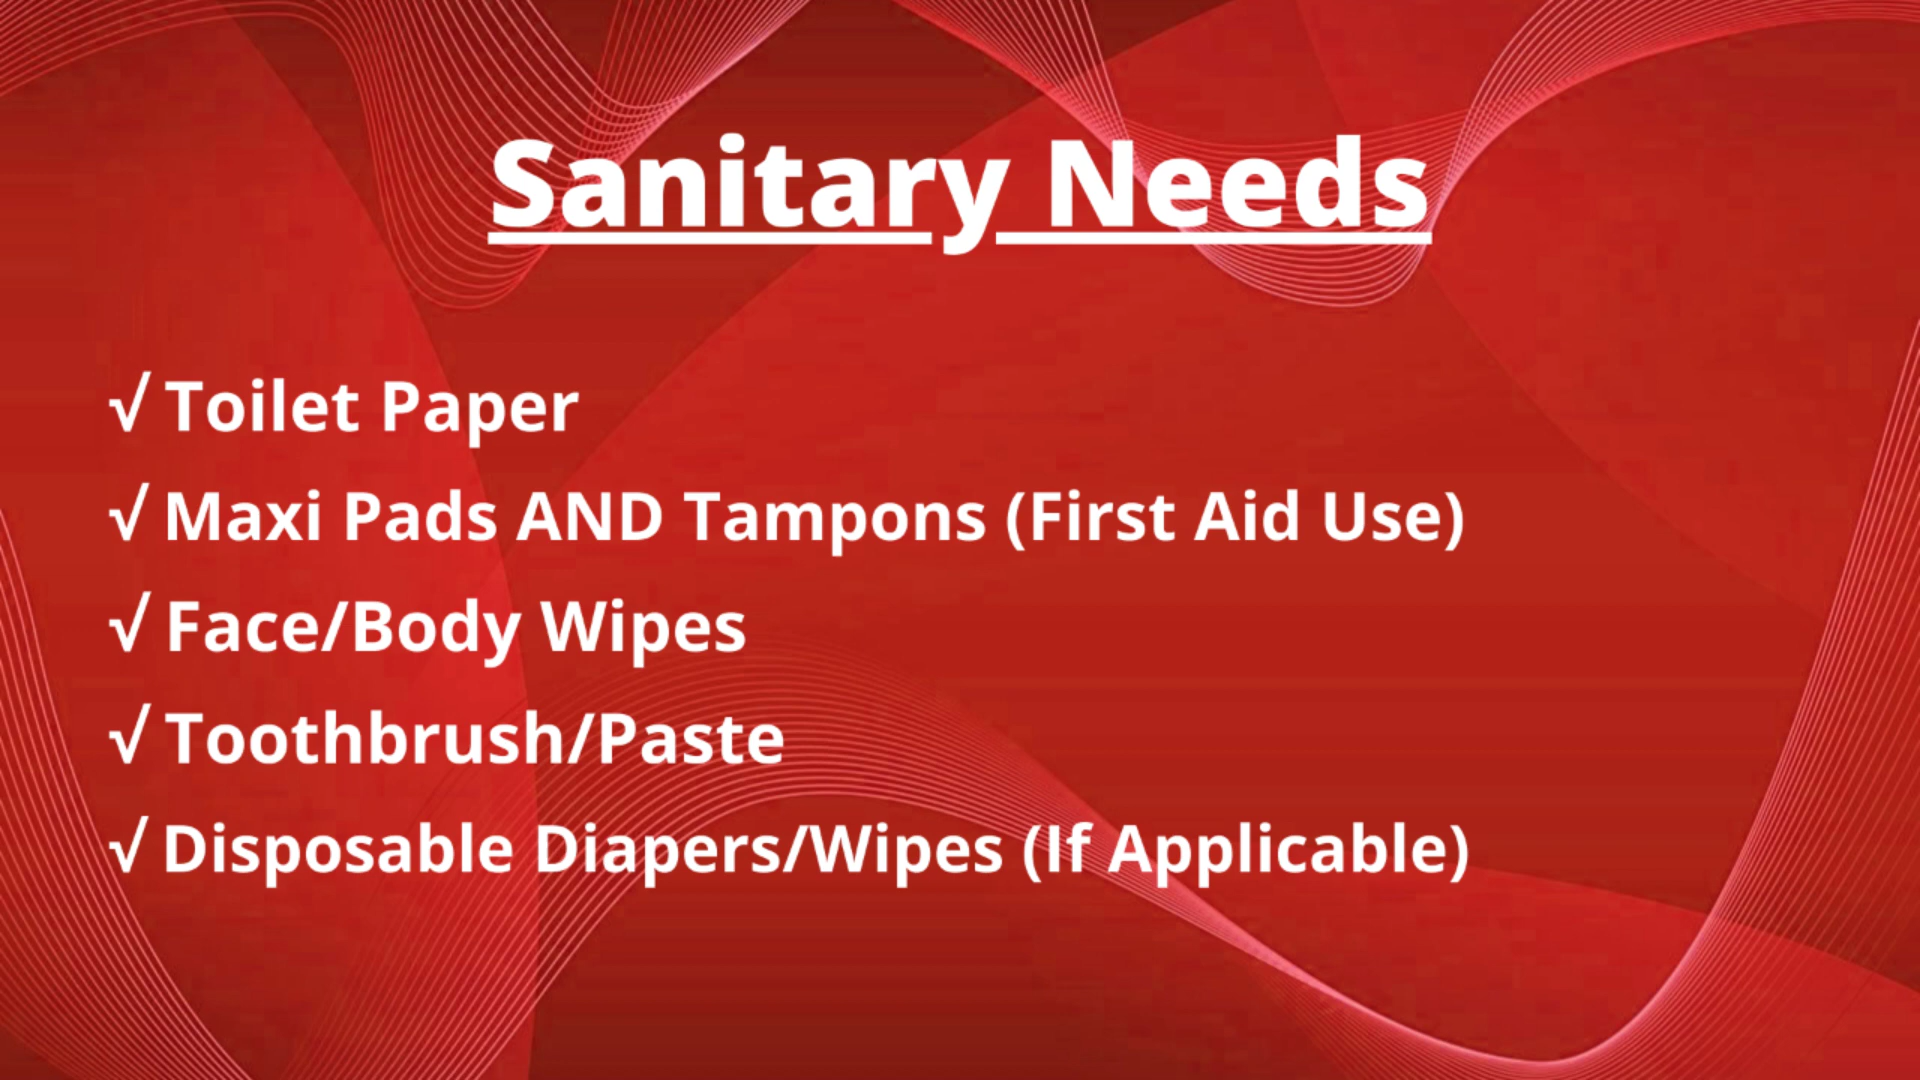 Sanitary Needs
√ Toilet Paper
√ Maxi Pads AND Tampons (First Aid Use)
√ Face/Body Wipes
√ Toothbrush/Paste
√ Disposable Diapers/Wipes (If Applicable)